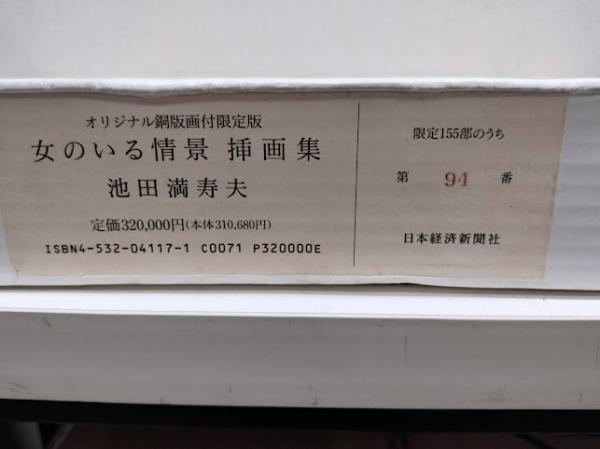 オリジナル銅版画付限定版
女のいる情景 挿画集
池田満寿夫
定価320,000円(本体310,680円)
ISBN4-532-04117-1 C0071 P320000E
限定155部のうち
第 94 番
日本経済新聞社